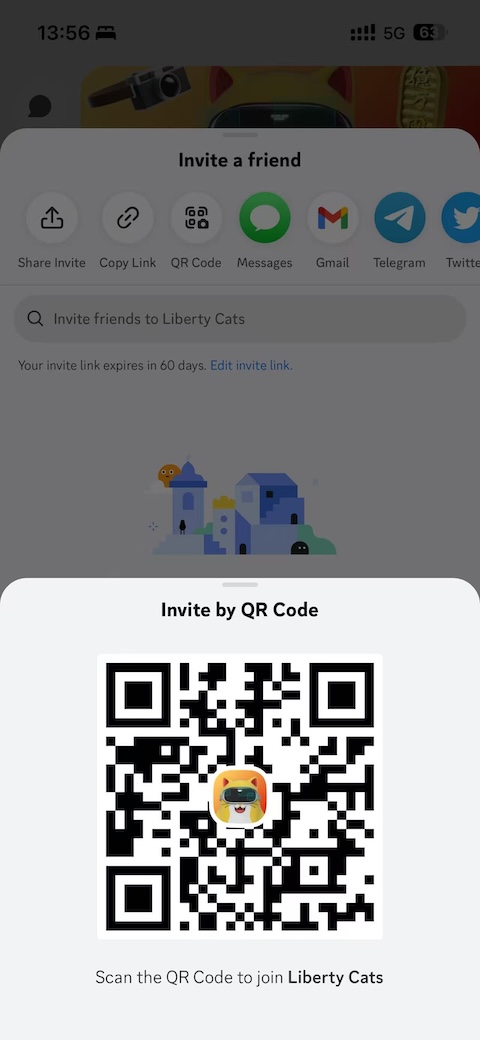 13:56
5G 63
Invite a friend
Share Invite Copy Link QR Code Messages Gmail Telegram Twitte
Invite friends to Liberty Cats
Your invite link expires in 60 days. Edit invite link.
Invite by QR Code
Scan the QR Code to join Liberty Cats